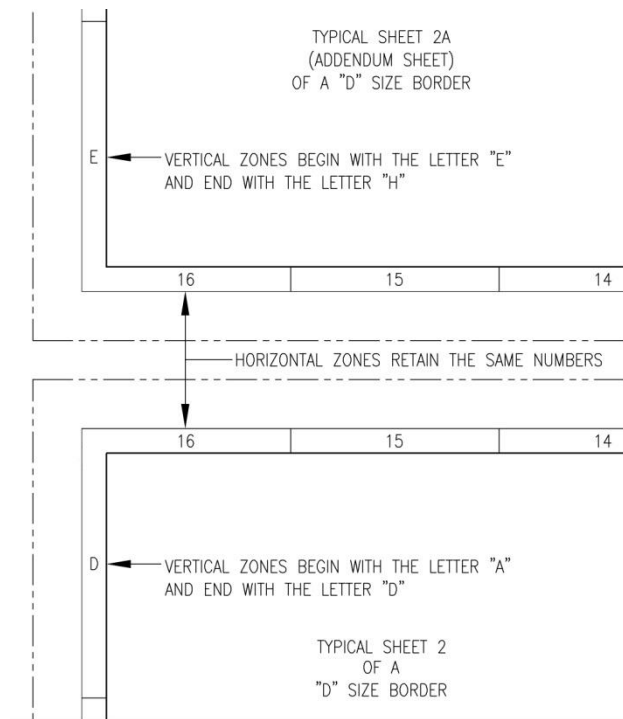 TYPICAL SHEET 2A
(ADDENDUM SHEET)
OF A "D" SIZE BORDER
E
VERTICAL ZONES BEGIN WITH THE LETTER "E"
AND END WITH THE LETTER "H"
16 15 14
HORIZONTAL ZONES RETAIN THE SAME NUMBERS
16 15 14
D
VERTICAL ZONES BEGIN WITH THE LETTER "A"
AND END WITH THE LETTER "D"
TYPICAL SHEET 2
OF A
"D" SIZE BORDER